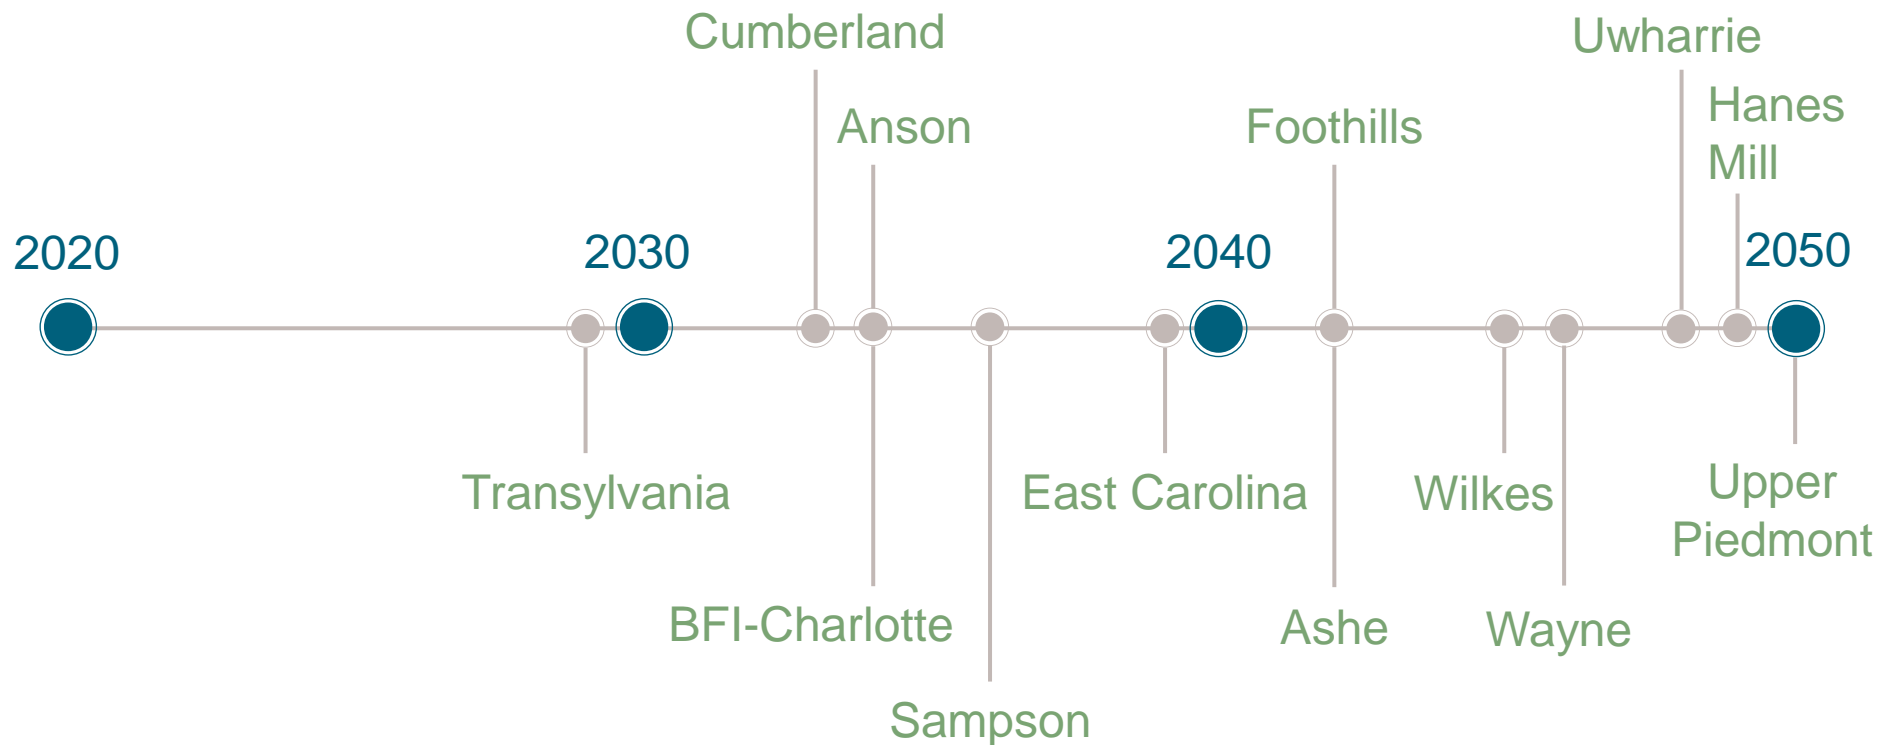 Cumberland
Uwharrie
Anson
Foothills
Hanes
Mill
2020
2030
2040
2050
Transylvania
East Carolina
Wilkes
Upper
Piedmont
BFI-Charlotte
Ashe
Wayne
Sampson